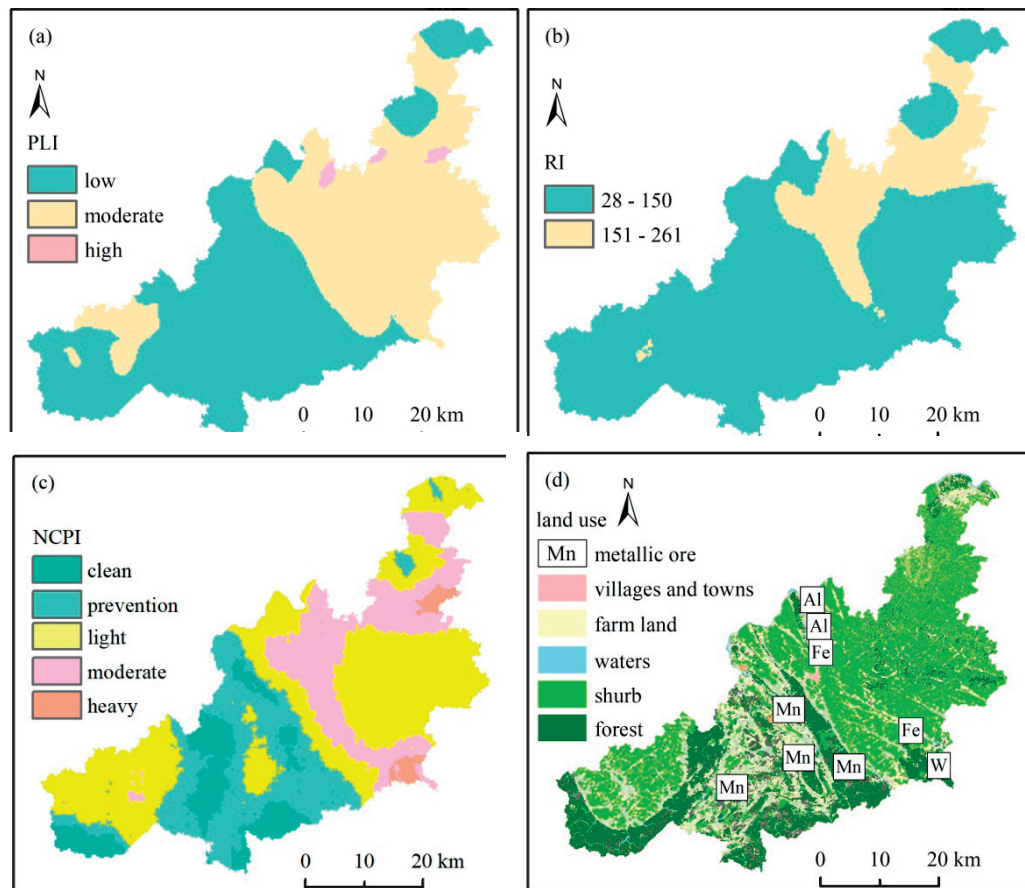 (a)
N
PLI
low
moderate
high
0 10 20 km
(b)
N
RI
28 - 150
151 - 261
0 10 20 km
(c)
NCPI
clean
prevention
light
moderate
heavy
0 10 20 km
(d)
N
land use
Mn metallic ore
villages and towns
farm land
waters
shurb
forest
Al
Al
Fe
Mn
Fe
Mn
Mn
W
Mn
0 10 20 km